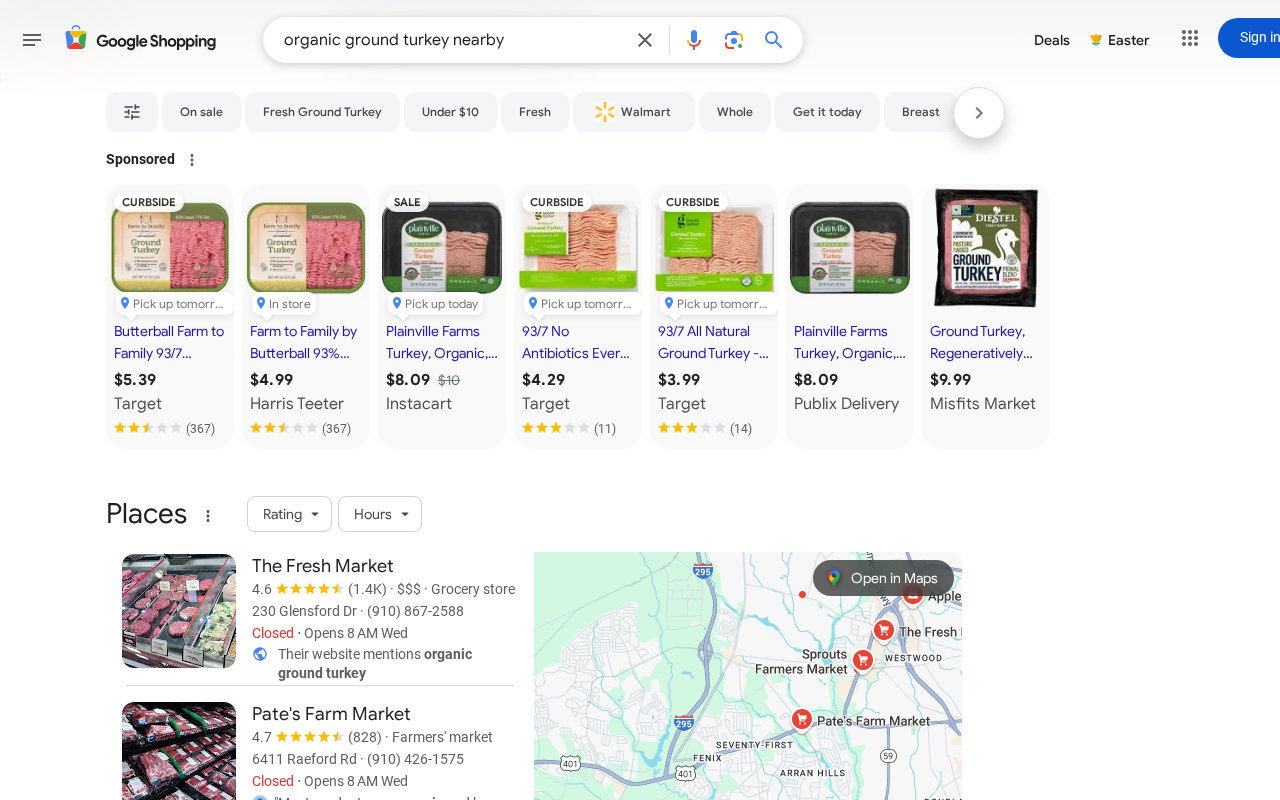 Google Shopping
organic ground turkey nearby
Deals
Easter
Sign in
On sale
Fresh Ground Turkey
Under $10
Fresh
Walmart
Whole
Get it today
Breast
Sponsored
CURBSIDE
Pick up tomorr...
Butterball Farm to
Family 93/7...
$5.39
Target
(367)
In store
Farm to Family by
Butterball 93%...
$4.99
Harris Teeter
(367)
SALE
Pick up today
Plainville Farms
Turkey, Organic,...
$8.09 $10
Instacart
CURBSIDE
Pick up tomorr...
93/7 No
Antibiotics Ever...
$4.29
Target
(11)
CURBSIDE
Pick up tomorr...
93/7 All Natural
Ground Turkey -...
$3.99
Target
(14)
Plainville Farms
Turkey, Organic,...
$8.09
Publix Delivery
DIESTEL
GROUND
TURKEY
Ground Turkey,
Regeneratively...
$9.99
Misfits Market
Places
Rating
Hours
The Fresh Market
4.6 (1.4K) · $$$ · Grocery store
230 Glensford Dr · (910) 867-2588
Closed · Opens 8 AM Wed
Their website mentions organic
ground turkey
Pate's Farm Market
4.7 (828) · Farmers' market
6411 Raeford Rd · (910) 426-1575
Closed · Opens 8 AM Wed
295
Open in Maps
Apple
The Fresh
Sprouts
Farmers Market
WESTWOOD
295
Pate's Farm Market
SEVENTY-FIRST
FENIX
401
401
59
ARRAN HILLS